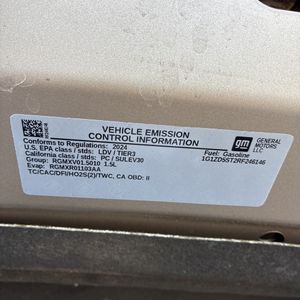 VEHICLE EMISSION
CONTROL INFORMATION
gm
GENERAL
MOTORS
LLC
Conforms to Regulations: 2024
Fuel: Gasoline
U.S. EPA class / stds: LDV / TIER3
1G1ZD5ST2RF246146
California class / stds: PC / SULEV30
Group: RGMXV01.5010 1.5L
Evap: RGMXR01103AA
TC/CAC/DFI/HO2S(2)/TWC, CA OBD: II